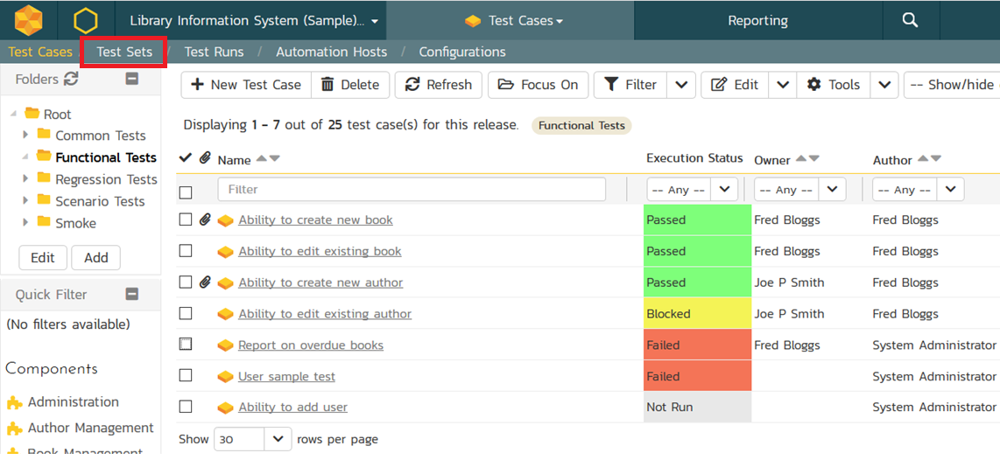 Library Information System (Sample)... Test Cases Reporting
Test Cases / Test Sets / Test Runs / Automation Hosts / Configurations
Folders
Root
Common Tests
Functional Tests
Regression Tests
Scenario Tests
Smoke
Edit Add
Quick Filter
(No filters available)
Components
Administration
Author Management
Book Management
New Test Case Delete Refresh Focus On Filter Edit Tools -- Show/hide
Displaying 1 - 7 out of 25 test case(s) for this release. Functional Tests
Name Execution Status Owner Author
Filter -- Any -- -- Any -- -- Any --
Ability to create new book Passed Fred Bloggs Fred Bloggs
Ability to edit existing book Passed Fred Bloggs Fred Bloggs
Ability to create new author Passed Joe P Smith Fred Bloggs
Ability to edit existing author Blocked Joe P Smith Fred Bloggs
Report on overdue books Failed Fred Bloggs System Administrator
User sample test Failed System Administrator
Ability to add user Not Run System Administrator
Show 30 rows per page